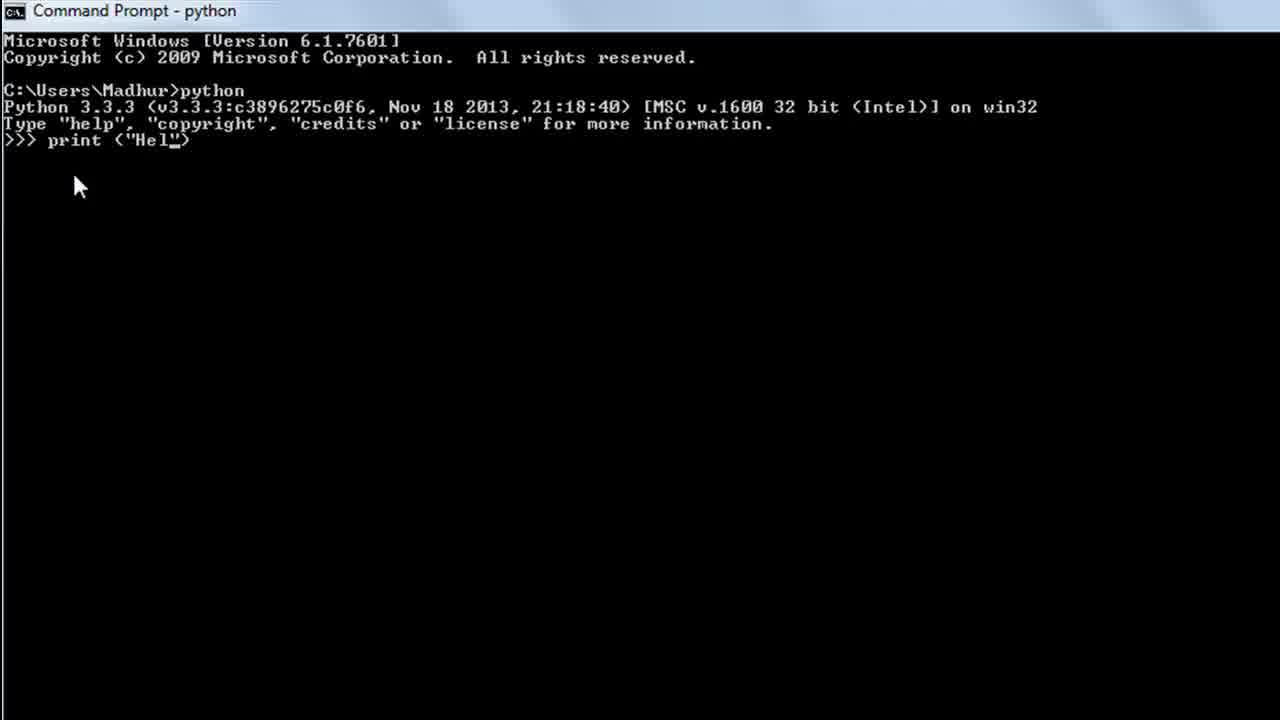 Command Prompt - python
Microsoft Windows [Version 6.1.7601]
Copyright (c) 2009 Microsoft Corporation.  All rights reserved.
C:\Users\Madhur>python
Python 3.3.3 (v3.3.3:c3896275c0f6, Nov 18 2013, 21:18:40) [MSC v.1600 32 bit (Intel)] on win32
Type "help", "copyright", "credits" or "license" for more information.
>>> print ("Hel")